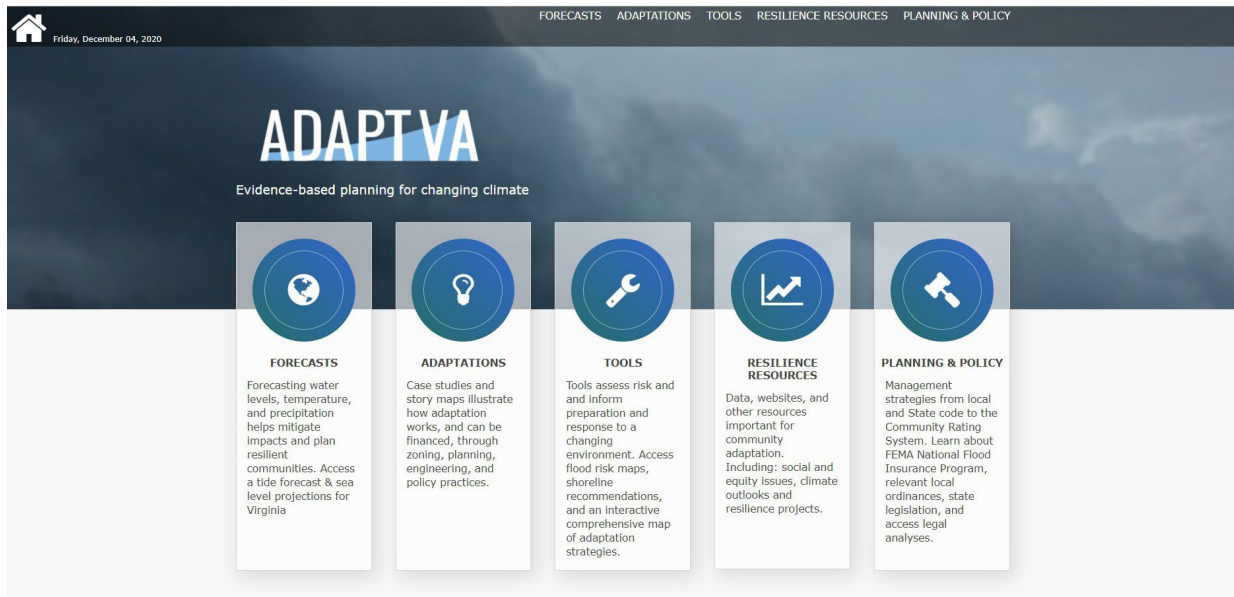 FORECASTS ADAPTATIONS TOOLS RESILIENCE RESOURCES PLANNING & POLICY
Friday, December 04, 2020
ADAPT VA
Evidence-based planning for changing climate
FORECASTS
Forecasting water
levels, temperature,
and precipitation
helps mitigate
impacts and plan
resilient
communities. Access
a tide forecast & sea
level projections for
Virginia
ADAPTATIONS
Case studies and
story maps illustrate
how adaptation
works, and can be
financed, through
zoning, planning,
engineering, and
policy practices.
TOOLS
Tools assess risk and
and inform
preparation and
response to a
changing
environment. Access
flood risk maps,
shoreline
recommendations,
and an interactive
comprehensive map
of adaptation
strategies.
RESILIENCE
RESOURCES
Data, websites, and
other resources
important for
community
adaptation.
Including: social and
equity issues, climate
outlooks and
resilience projects.
PLANNING & POLICY
Management
strategies from local
and State code to the
Community Rating
System. Learn about
FEMA National Flood
Insurance Program,
relevant local
ordinances, state
legislation, and
access legal
analyses.